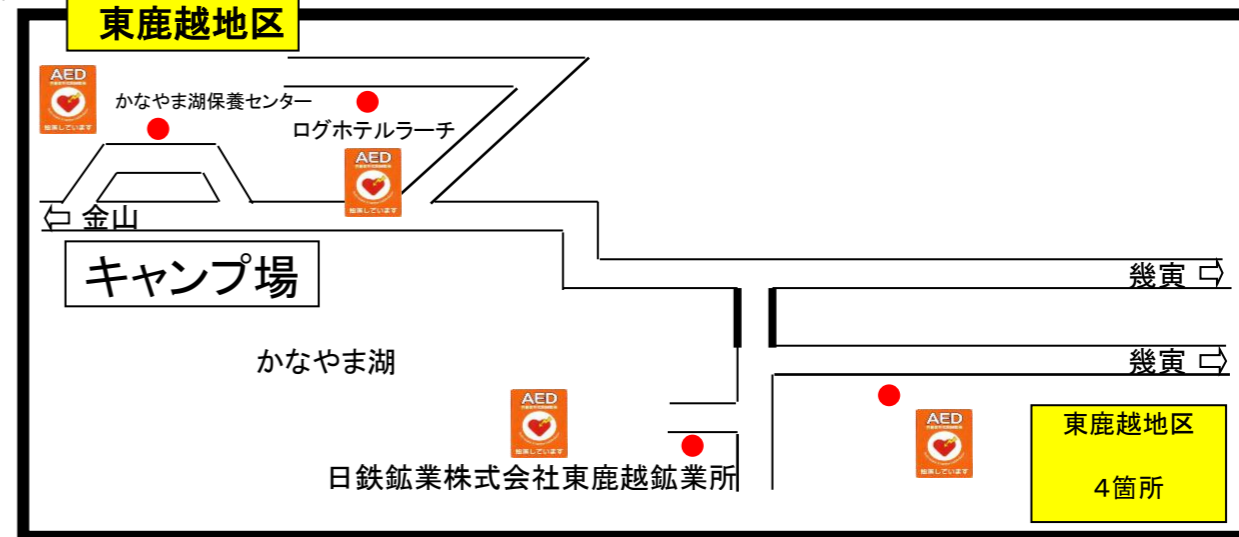 東鹿越地区
AED
かなやま湖保養センター
ログホテルラーチ
AED
金山
キャンプ場
幾寅
かなやま湖
幾寅
AED
AED
東鹿越地区
4箇所
日鉄鉱業株式会社東鹿越鉱業所